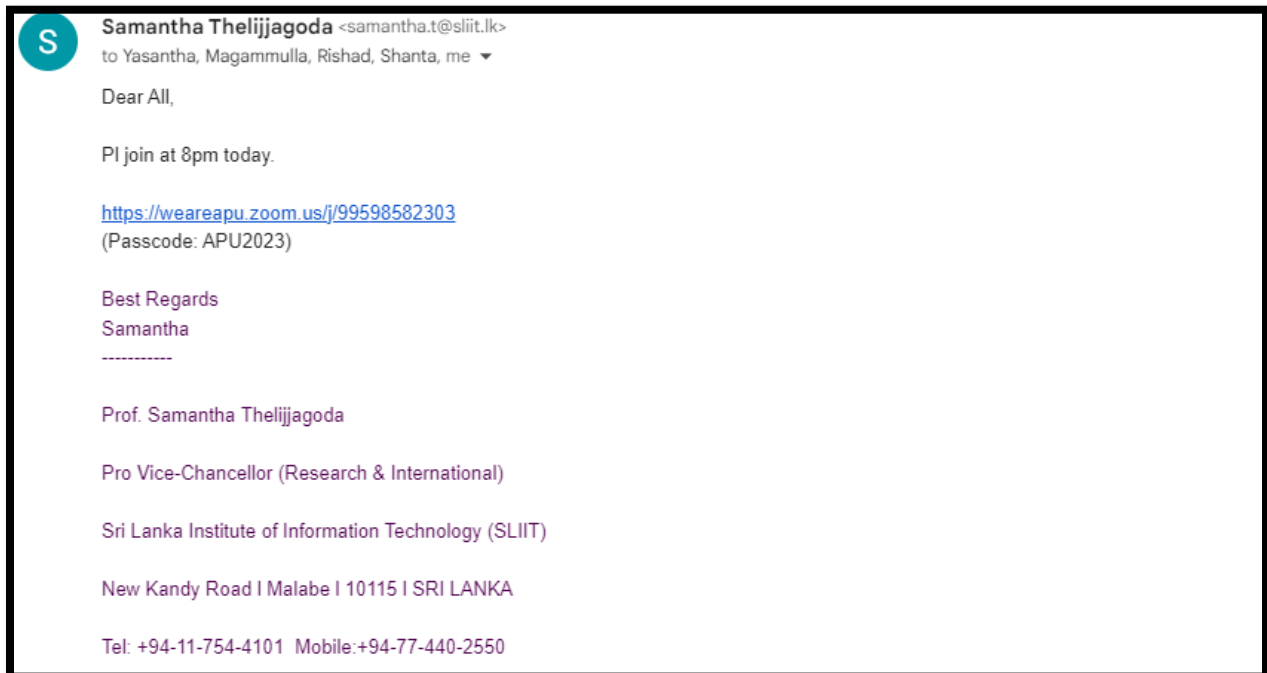 S
Samantha Thelijjagoda <samantha.t@sliit.lk>
to Yasantha, Magammulla, Rishad, Shanta, me
Dear All,
Pl join at 8pm today.
https://weareapu.zoom.us/j/99598582303
(Passcode: APU2023)
Best Regards
Samantha
-----------
Prof. Samantha Thelijjagoda
Pro Vice-Chancellor (Research & International)
Sri Lanka Institute of Information Technology (SLIIT)
New Kandy Road I Malabe I 10115 I SRI LANKA
Tel: +94-11-754-4101 Mobile:+94-77-440-2550